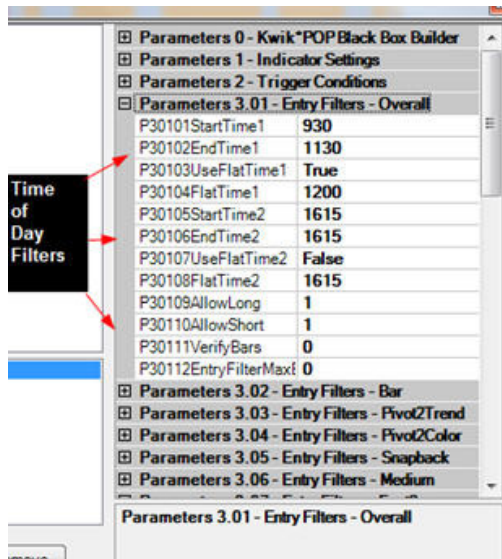 Parameters 0 - Kwik*POP Black Box Builder
Parameters 1 - Indicator Settings
Parameters 2 - Trigger Conditions
Parameters 3.01 - Entry Filters - Overall
P30101StartTime1 930
P30102EndTime1 1130
P30103UseFlatTime1 True
P30104FlatTime1 1200
P30105StartTime2 1615
P30106EndTime2 1615
P30107UseFlatTime2 False
P30108FlatTime2 1615
P30109AllowLong 1
P30110AllowShort 1
P30111VerifyBars 0
P30112EntryFilterMaxE 0
Time
of
Day
Filters
Parameters 3.02 - Entry Filters - Bar
Parameters 3.03 - Entry Filters - Pivot2Trend
Parameters 3.04 - Entry Filters - Pivot2Color
Parameters 3.05 - Entry Filters - Snapback
Parameters 3.06 - Entry Filters - Medium
Parameters 3.01 - Entry Filters - Overall